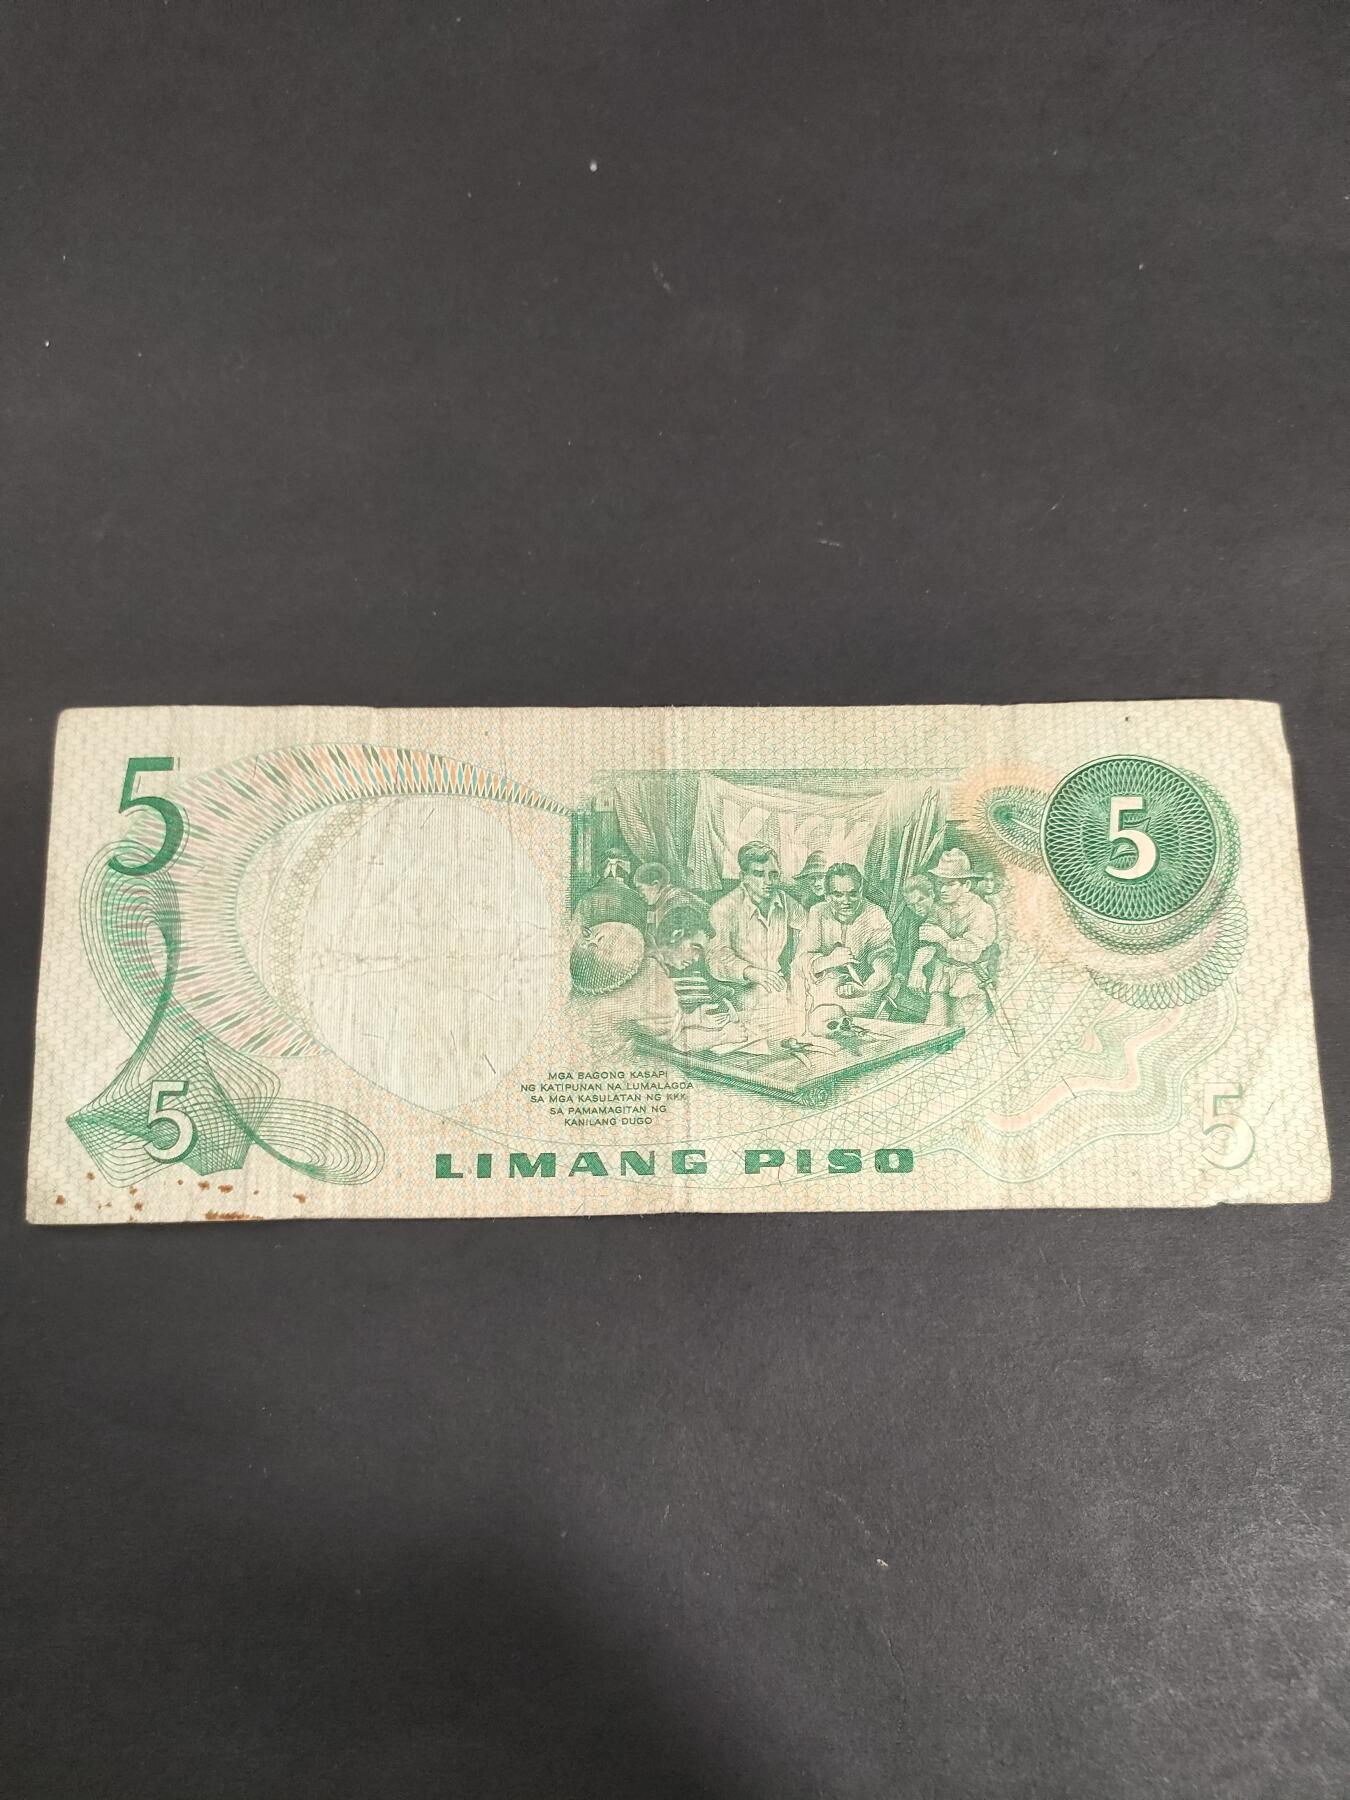 5
5
KKK
MGA BAGONG KASAPI
NG KATIPUNAN NA LUMALAGDA
SA MGA KASULATAN NG KKK
SA PAMAMAGITAN NG
KANILANG DUGO
5
5
LIMANG PISO